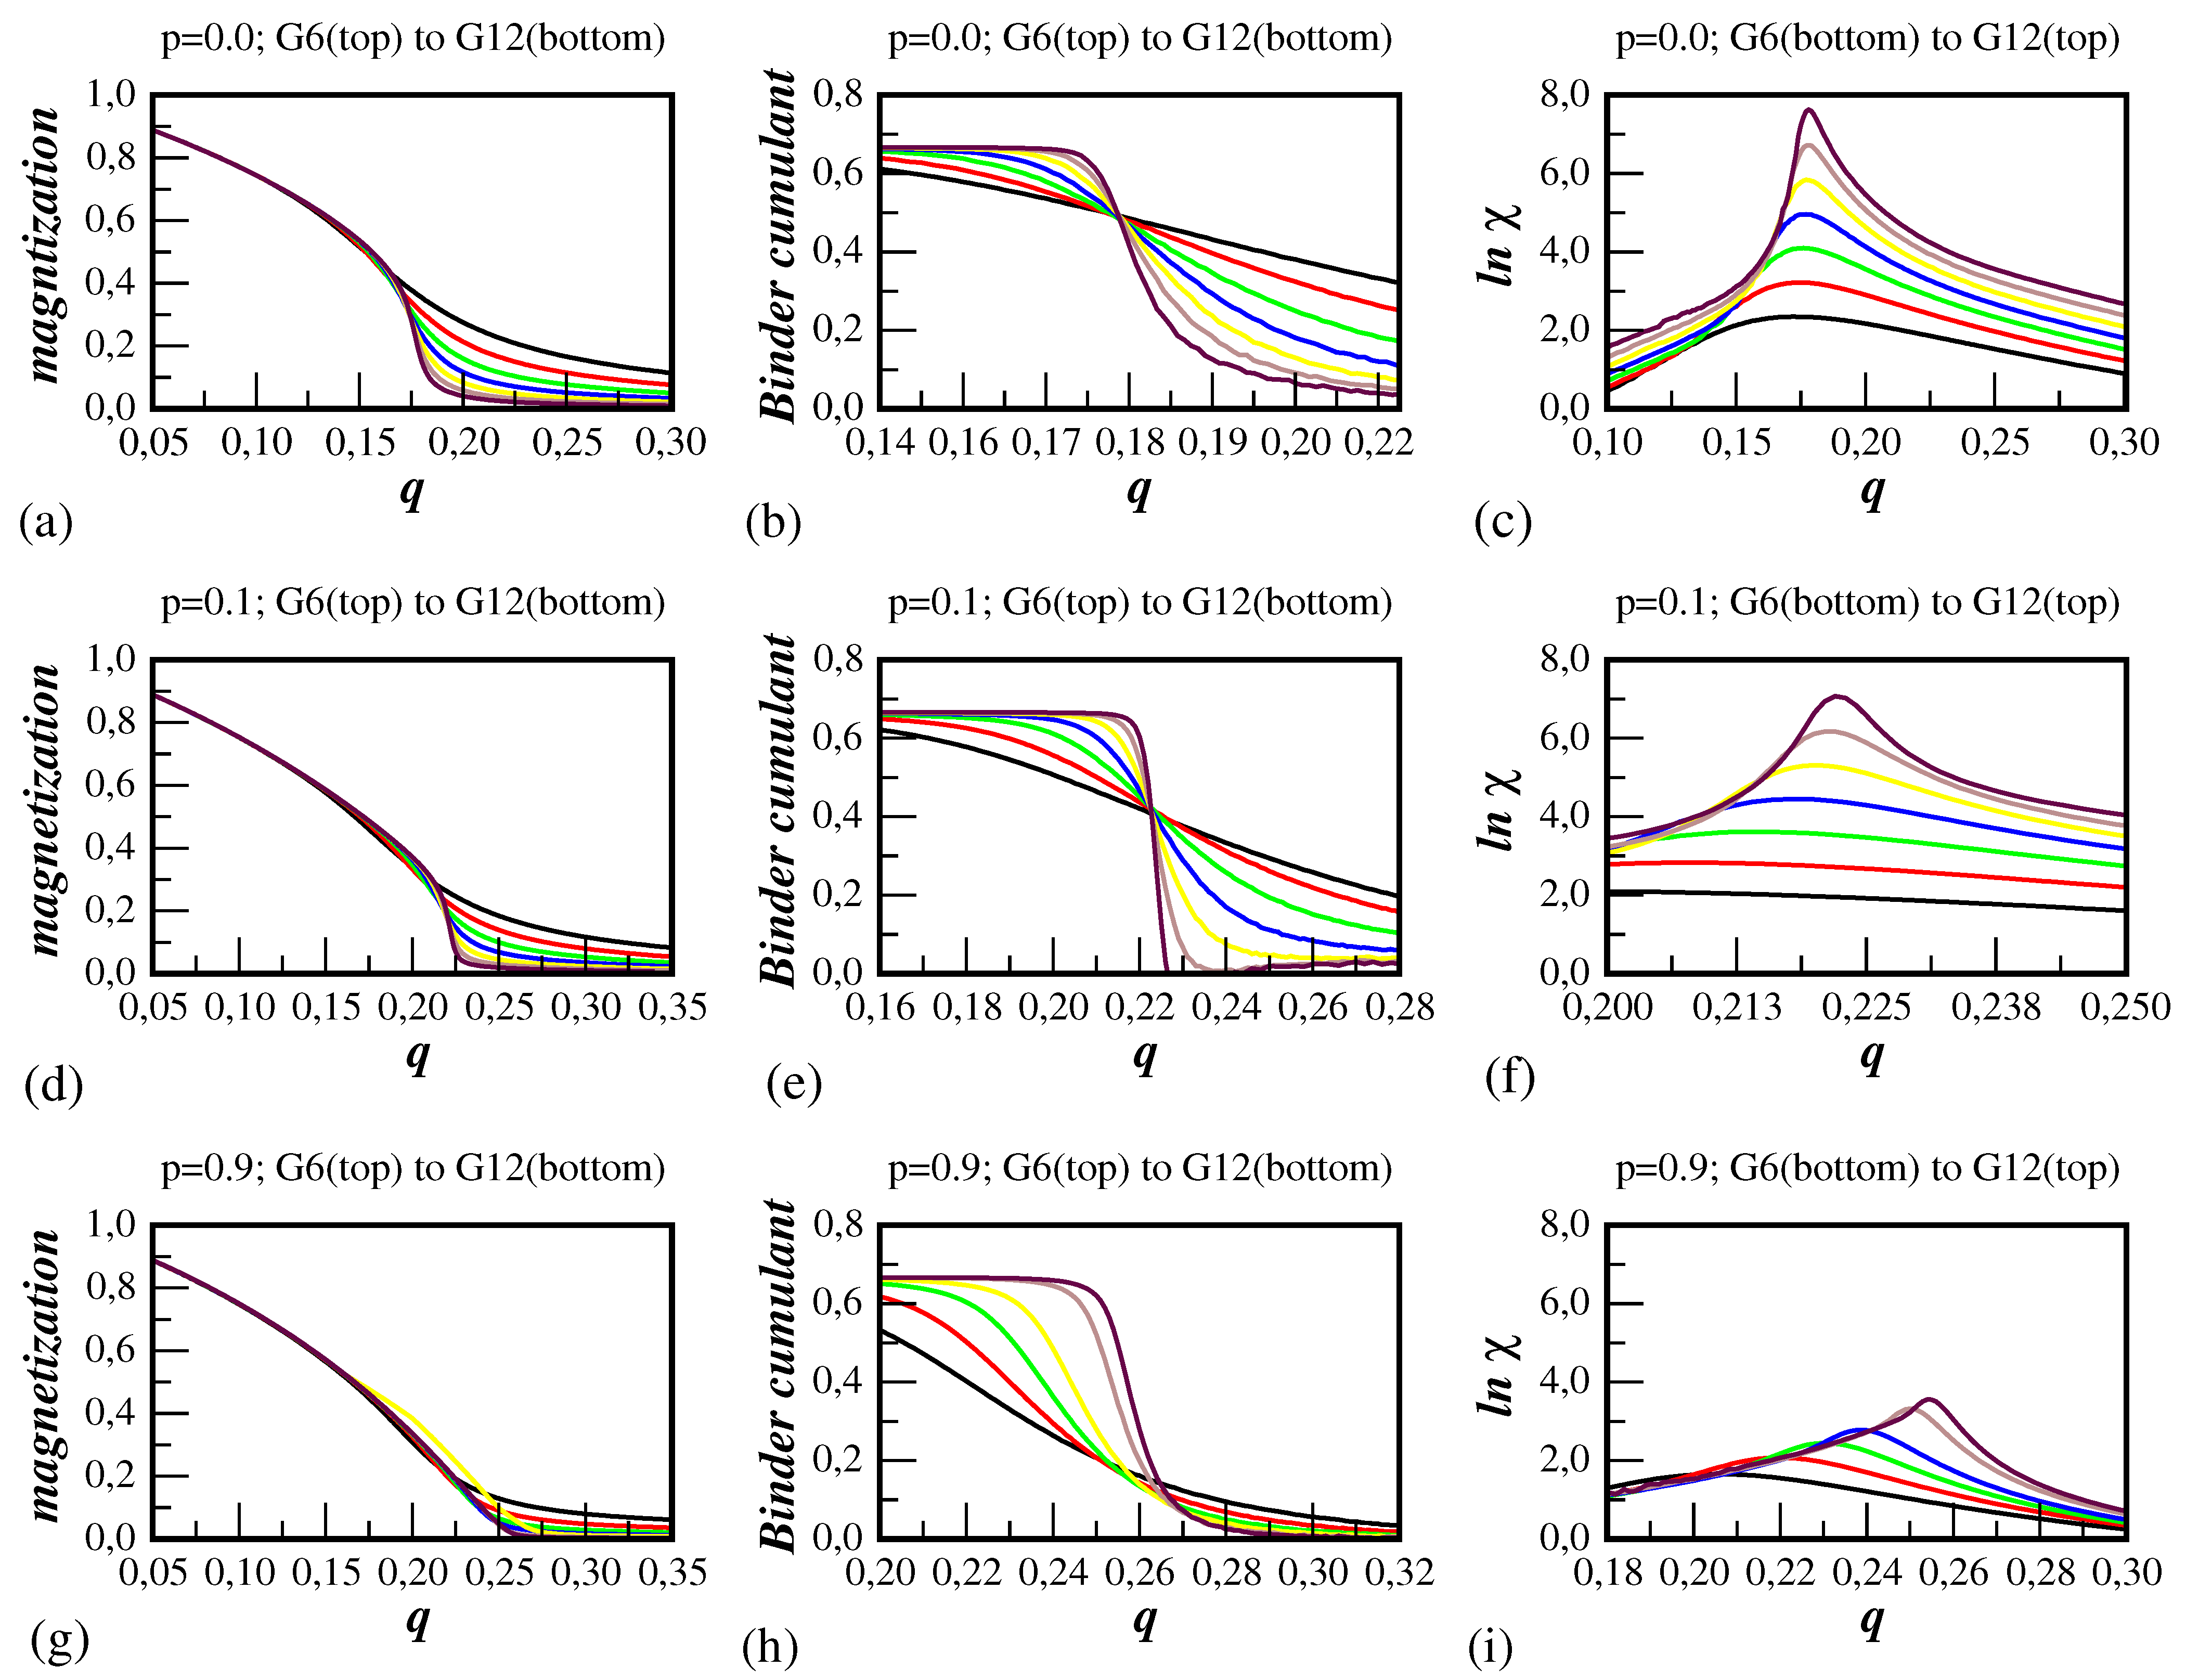 p=0.0; G6(top) to G12(bottom)
magntization
1,0
0,8
0,6
0,4
0,2
0,0
0,05 0,10 0,15 0,20 0,25 0,30
q
(a)
p=0.0; G6(top) to G12(bottom)
Binder cumulant
0,8
0,6
0,4
0,2
0,0
0,14 0,16 0,17 0,18 0,19 0,20 0,22
q
(b)
p=0.0; G6(bottom) to G12(top)
ln χ
8,0
6,0
4,0
2,0
0,0
0,10 0,15 0,20 0,25 0,30
q
(c)
p=0.1; G6(top) to G12(bottom)
magnetization
1,0
0,8
0,6
0,4
0,2
0,0
0,05 0,10 0,15 0,20 0,25 0,30 0,35
q
(d)
p=0.1; G6(top) to G12(bottom)
Binder cumulant
0,8
0,6
0,4
0,2
0,0
0,16 0,18 0,20 0,22 0,24 0,26 0,28
q
(e)
p=0.1; G6(bottom) to G12(top)
ln χ
8,0
6,0
4,0
2,0
0,0
0,200 0,213 0,225 0,238 0,250
q
(f)
p=0.9; G6(top) to G12(bottom)
magnetization
1,0
0,8
0,6
0,4
0,2
0,0
0,05 0,10 0,15 0,20 0,25 0,30 0,35
q
(g)
p=0.9; G6(top) to G12(bottom)
Binder cumulant
0,8
0,6
0,4
0,2
0,0
0,20 0,22 0,24 0,26 0,28 0,30 0,32
q
(h)
p=0.9; G6(bottom) to G12(top)
ln χ
8,0
6,0
4,0
2,0
0,0
0,18 0,20 0,22 0,24 0,26 0,28 0,30
q
(i)